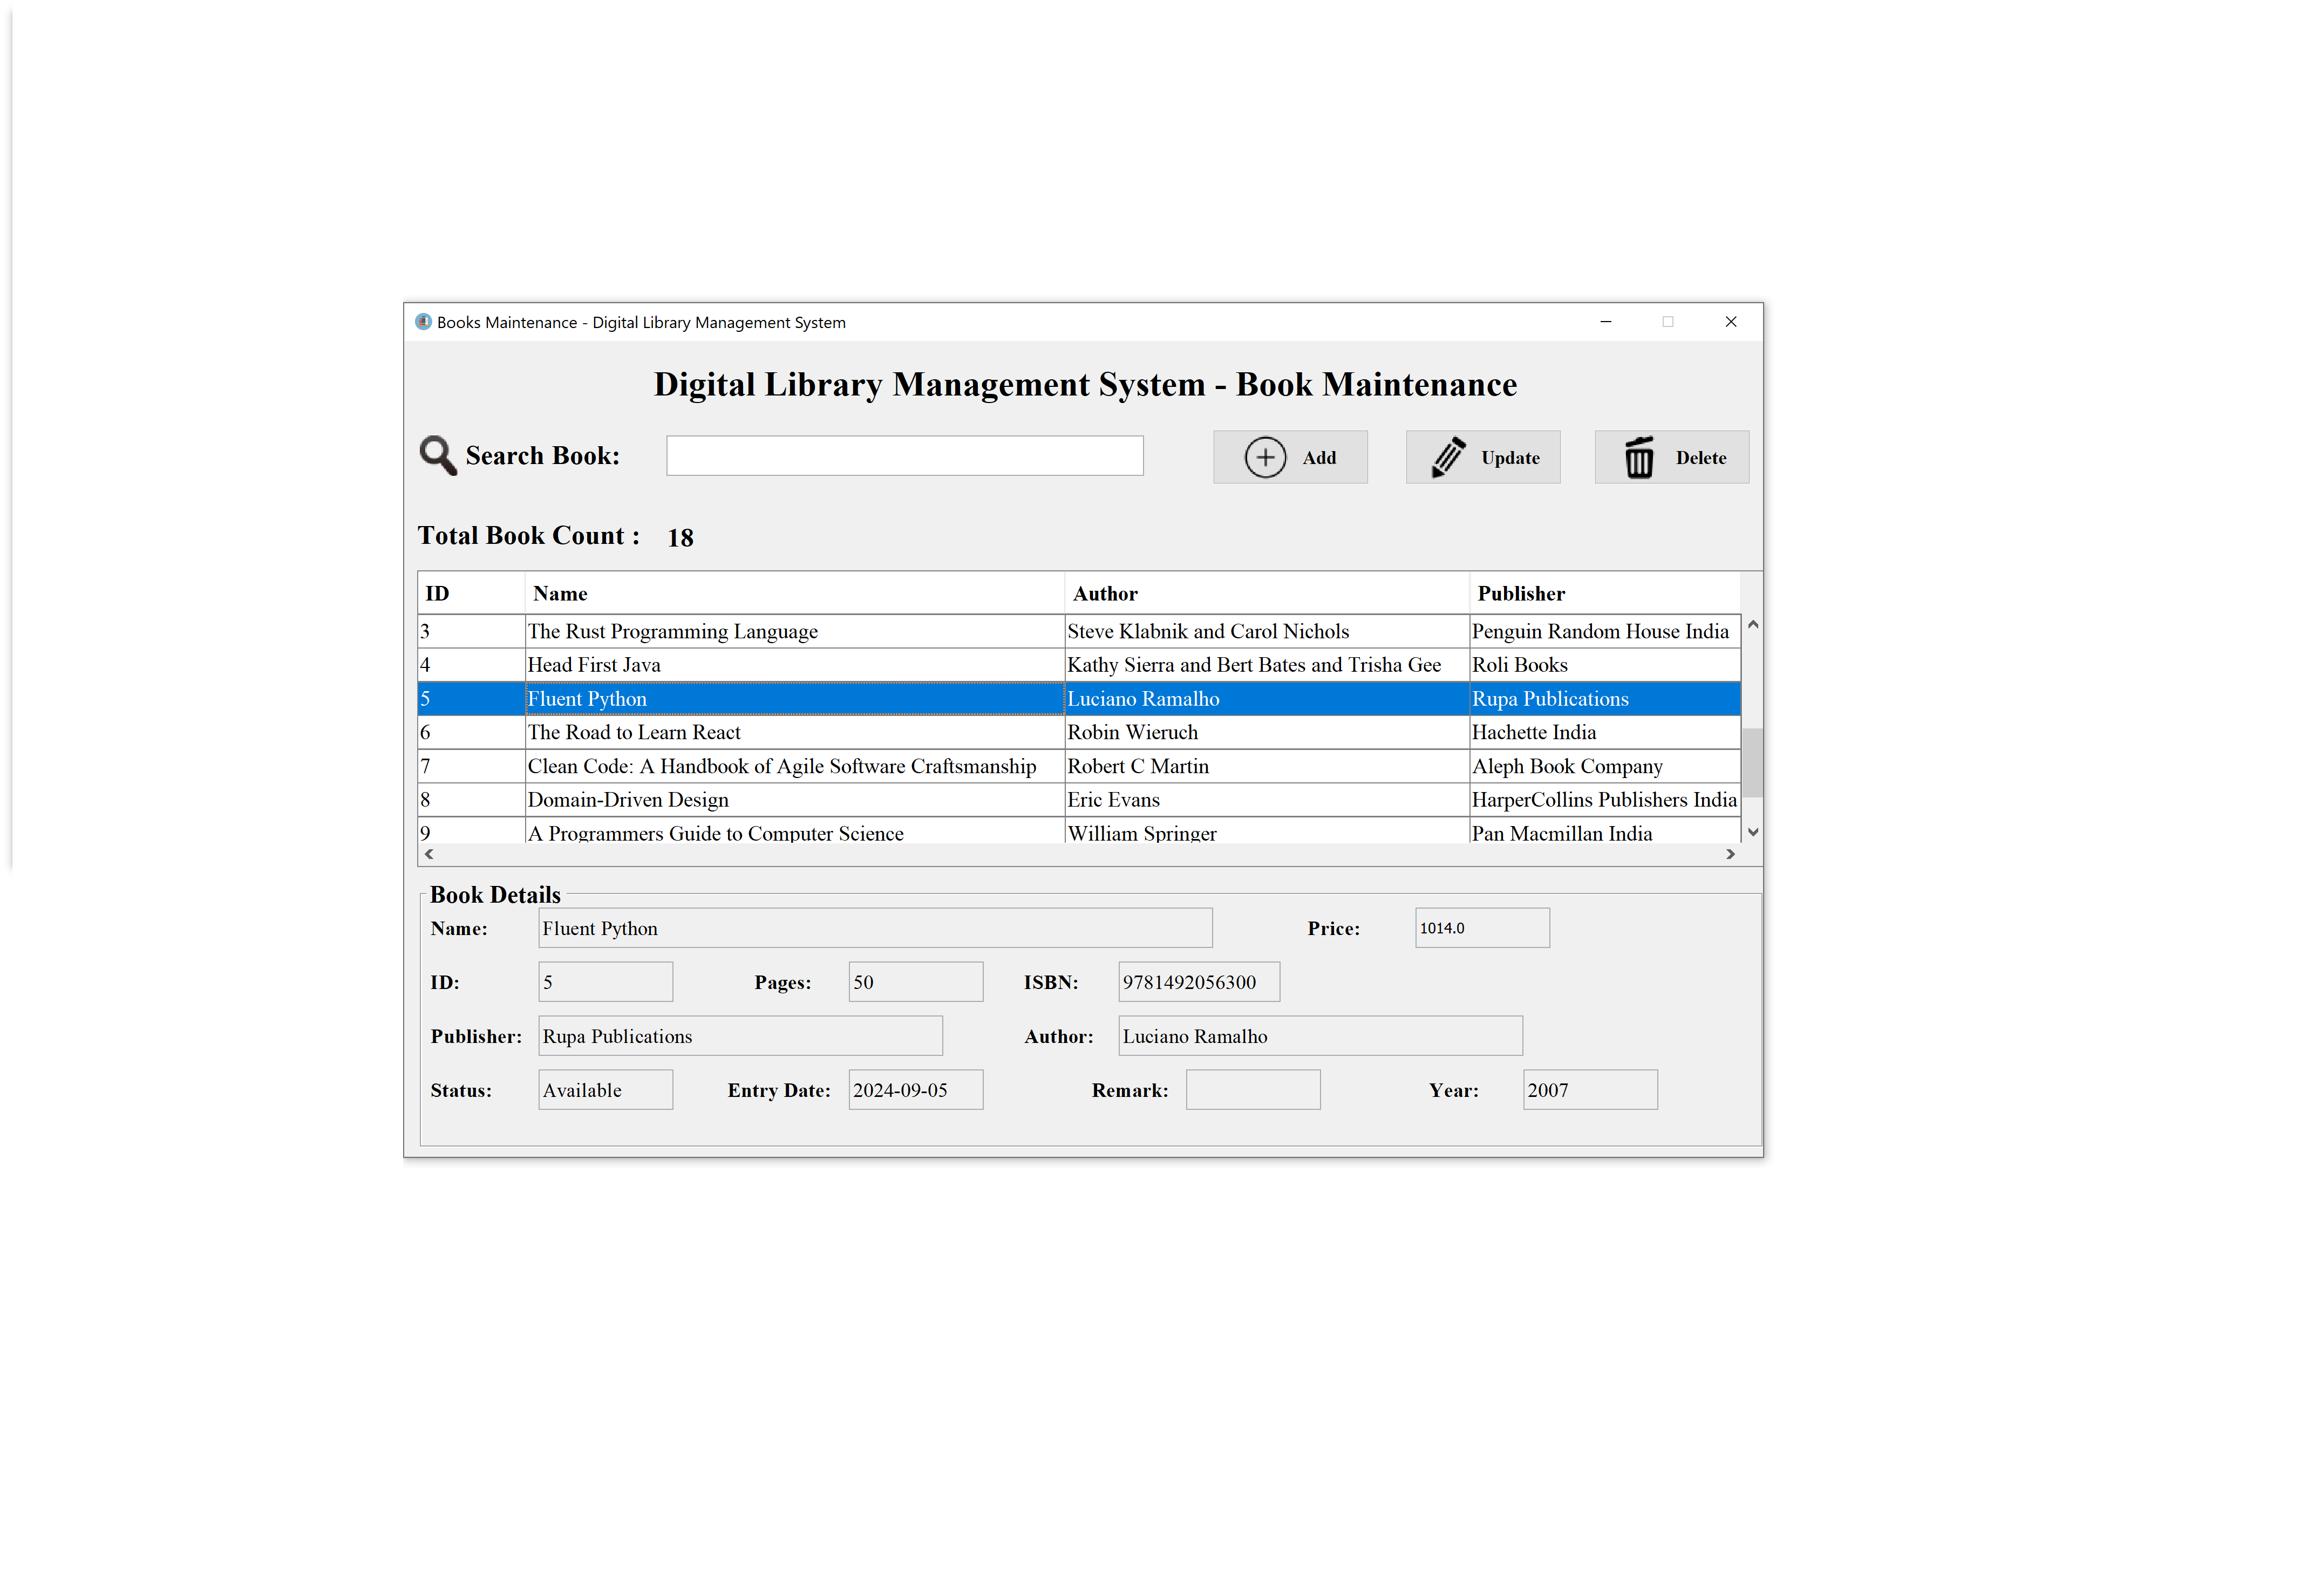 Books Maintenance - Digital Library Management System
Digital Library Management System - Book Maintenance
Search Book: Add Update Delete
Total Book Count : 18
ID Name Author Publisher
3 The Rust Programming Language Steve Klabnik and Carol Nichols Penguin Random House India
4 Head First Java Kathy Sierra and Bert Bates and Trisha Gee Roli Books
5 Fluent Python Luciano Ramalho Rupa Publications
6 The Road to Learn React Robin Wieruch Hachette India
7 Clean Code: A Handbook of Agile Software Craftsmanship Robert C Martin Aleph Book Company
8 Domain-Driven Design Eric Evans HarperCollins Publishers India
9 A Programmers Guide to Computer Science William Springer Pan Macmillan India
Book Details
Name: Fluent Python Price: 1014.0
ID: 5 Pages: 50 ISBN: 9781492056300
Publisher: Rupa Publications Author: Luciano Ramalho
Status: Available Entry Date: 2024-09-05 Remark: Year: 2007